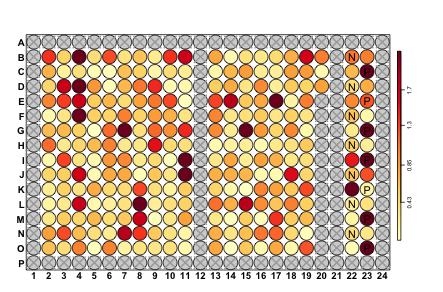 A
B N
C P
D N
E P
F N
G P
H N
I P
J
K P
L N
M P
N N
O P
P
1 2 3 4 5 6 7 8 9 10 11 12 13 14 15 16 17 18 19 20 21 22 23 24
1.7
1.3
0.85
0.43